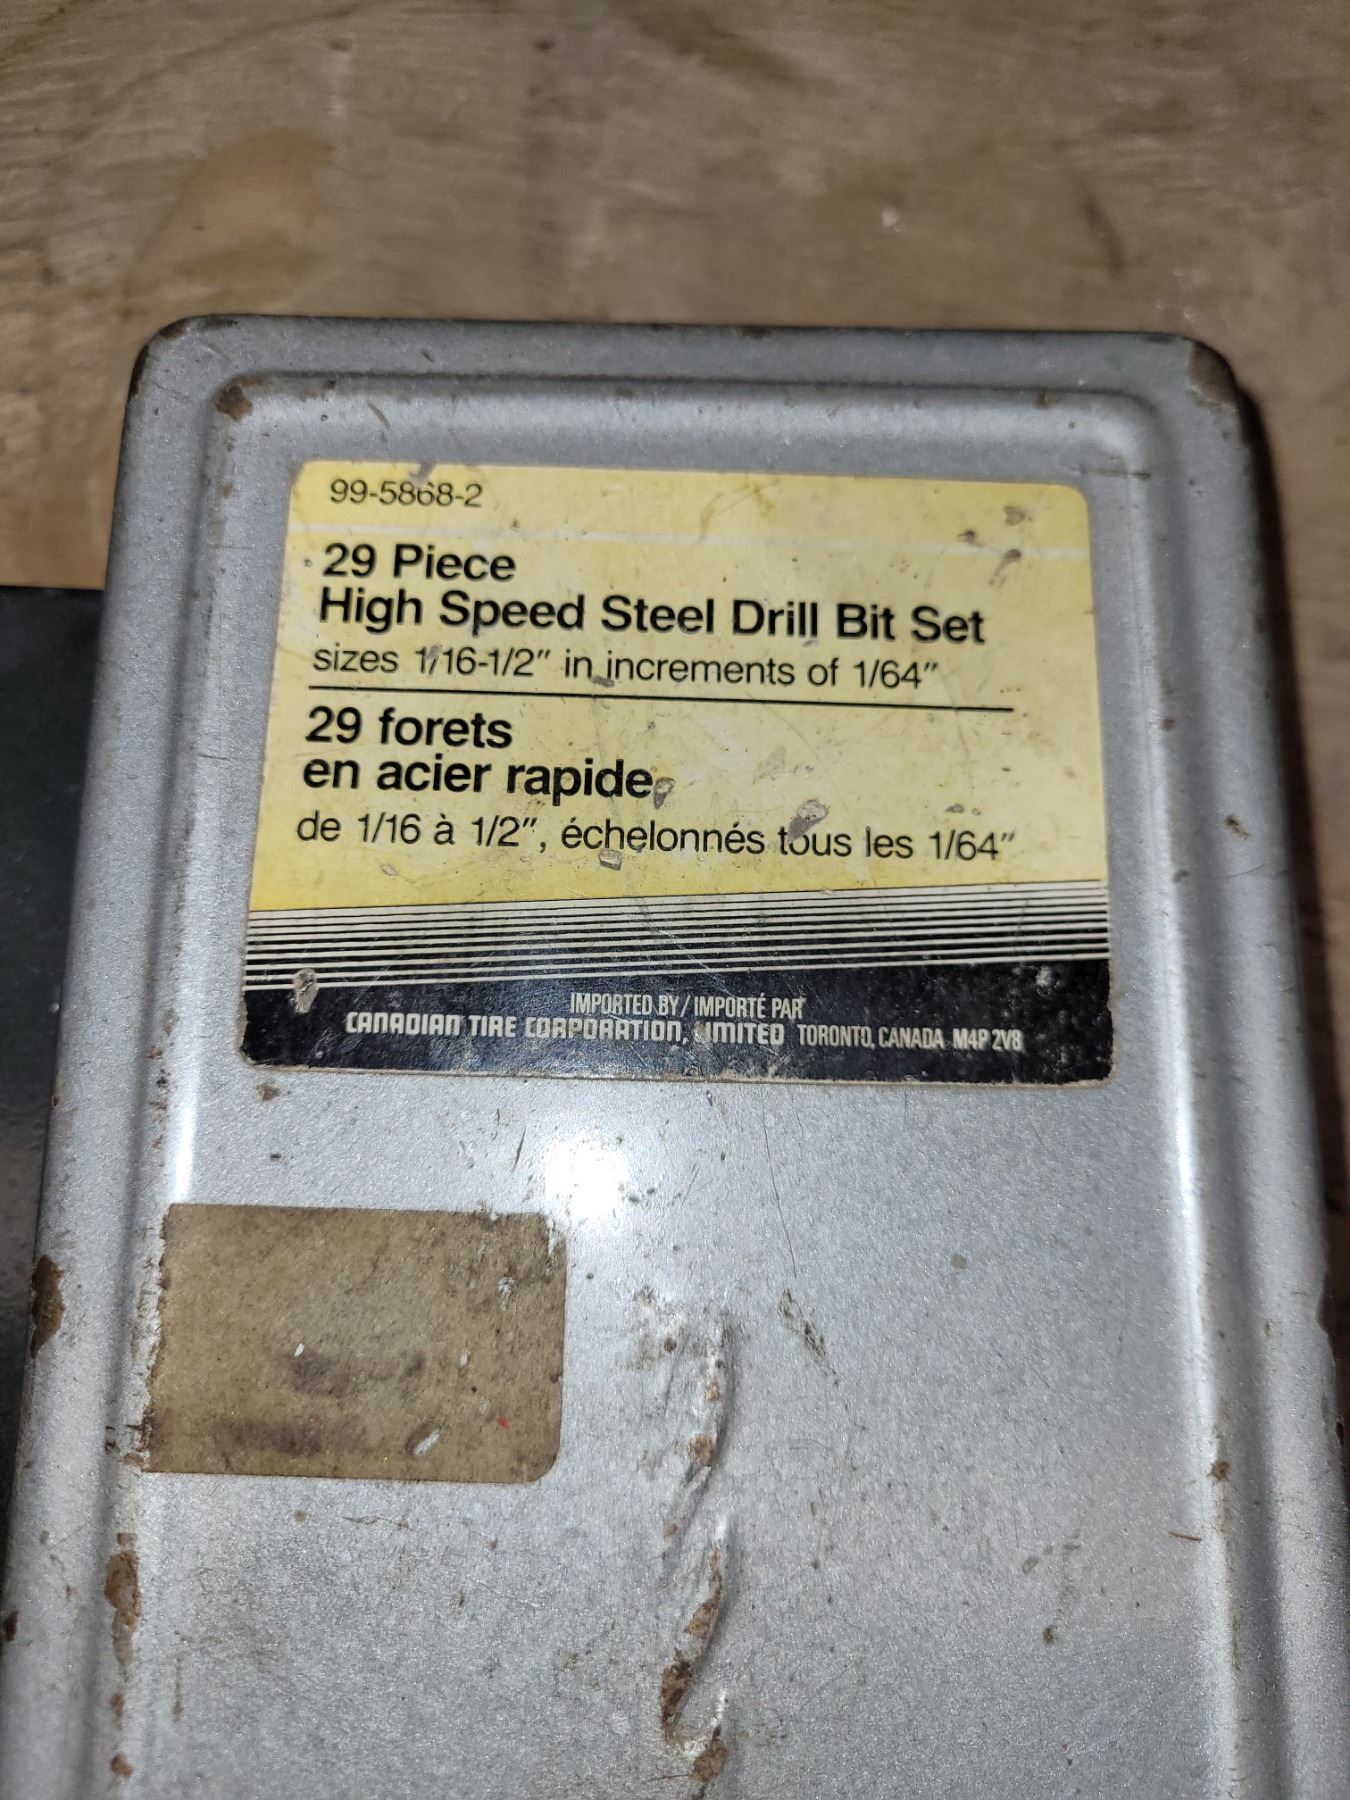 99-5868-2
29 Piece
High Speed Steel Drill Bit Set
sizes 1/16-1/2" in increments of 1/64"
29 forets
en acier rapide,
de 1/16 à 1/2", échelonnés tous les 1/64"
IMPORTED BY / IMPORTÉ PAR
CANADIAN TIRE CORPORATION, LIMITED TORONTO, CANADA M4P 2V8